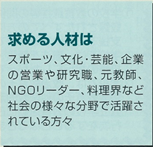 求める人材は
スポーツ、文化・芸能、企業
の営業や研究職、元教師、
NGOリーダー、料理界など
社会の様々な分野で活躍さ
れている方々